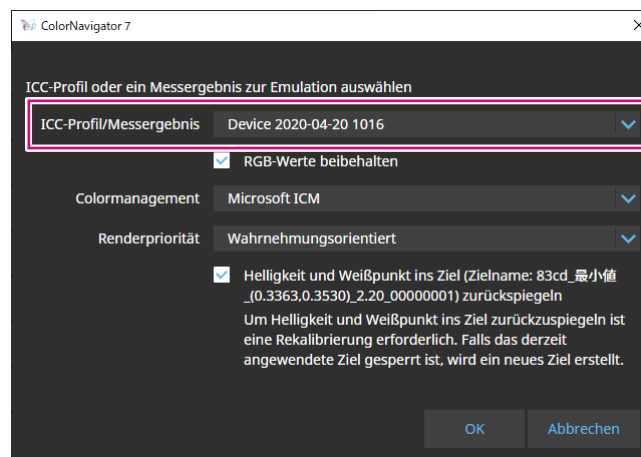 ColorNavigator 7
ICC-Profil oder ein Messergebnis zur Emulation auswählen
ICC-Profil/Messergebnis Device 2020-04-20 1016
RGB-Werte beibehalten
Colormanagement Microsoft ICM
Renderpriorität Wahrnehmungsorientiert
Helligkeit und Weißpunkt ins Ziel (Zielname: 83cd_最小値
_(0.3363,0.3530)_2.20_00000001) zurückspiegeln
Um Helligkeit und Weißpunkt ins Ziel zurückzuspiegeln ist
eine Rekalibrierung erforderlich. Falls das derzeit
angewendete Ziel gesperrt ist, wird ein neues Ziel erstellt.
OK Abbrechen